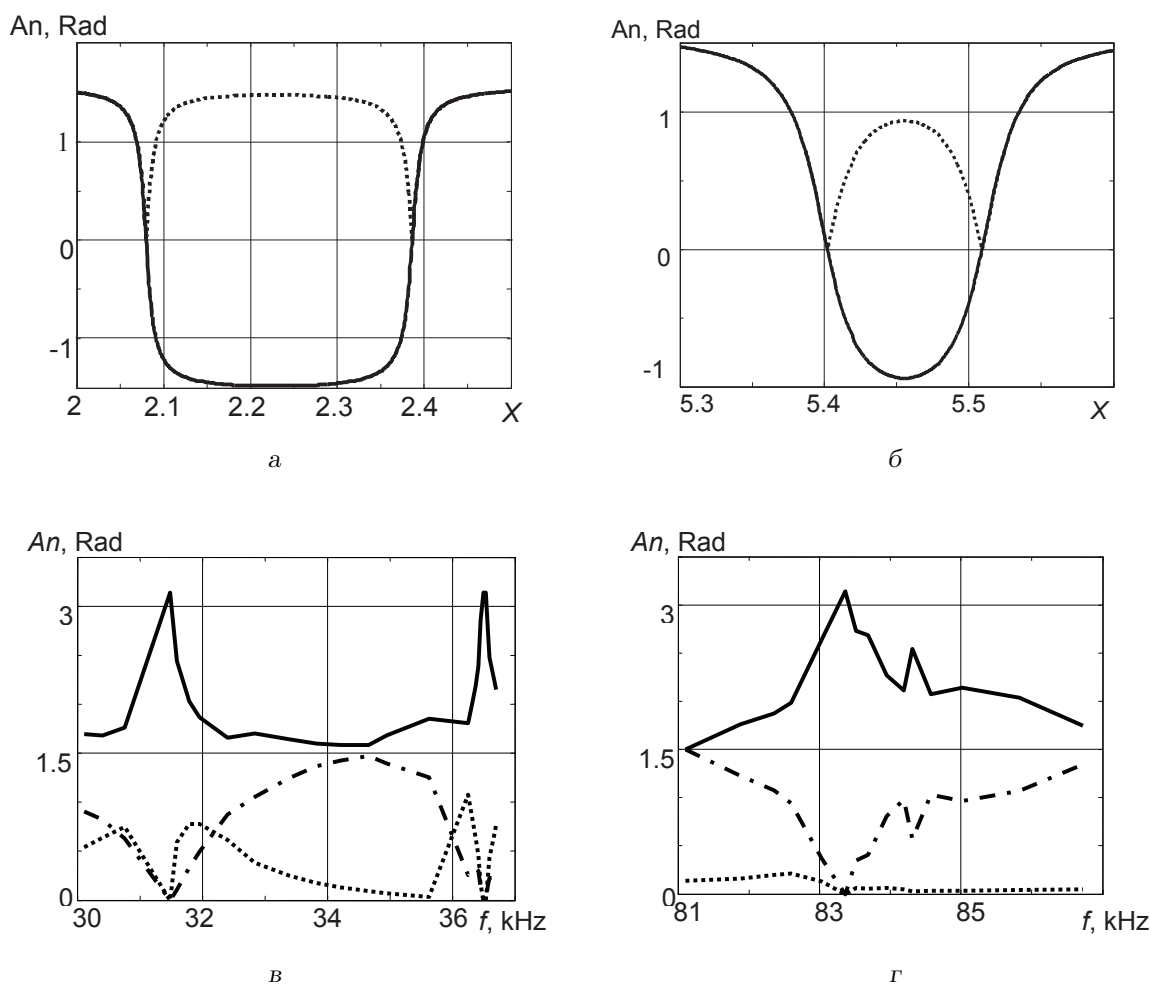 An, Rad
1
0
-1
2 2.1 2.2 2.3 2.4 X
а
An, Rad
1
0
-1
5.3 5.4 5.5 X
б
An, Rad
3
1.5
0
30 32 34 36 f, kHz
в
An, Rad
3
1.5
0
81 83 85 f, kHz
г